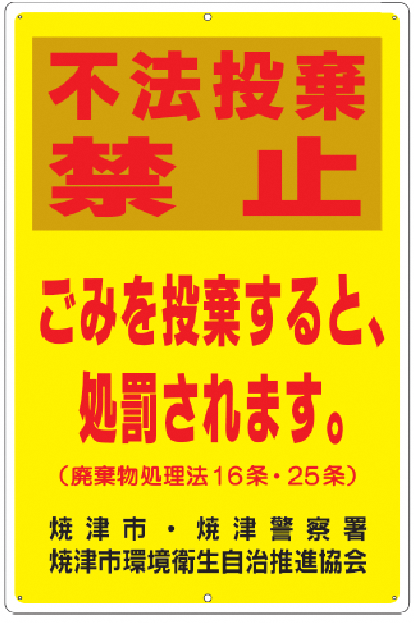 不法投棄
禁止
ごみを投棄すると、
処罰されます。
（廃棄物処理法16条・25条）
焼津市・焼津警察署
焼津市環境衛生自治推進協会